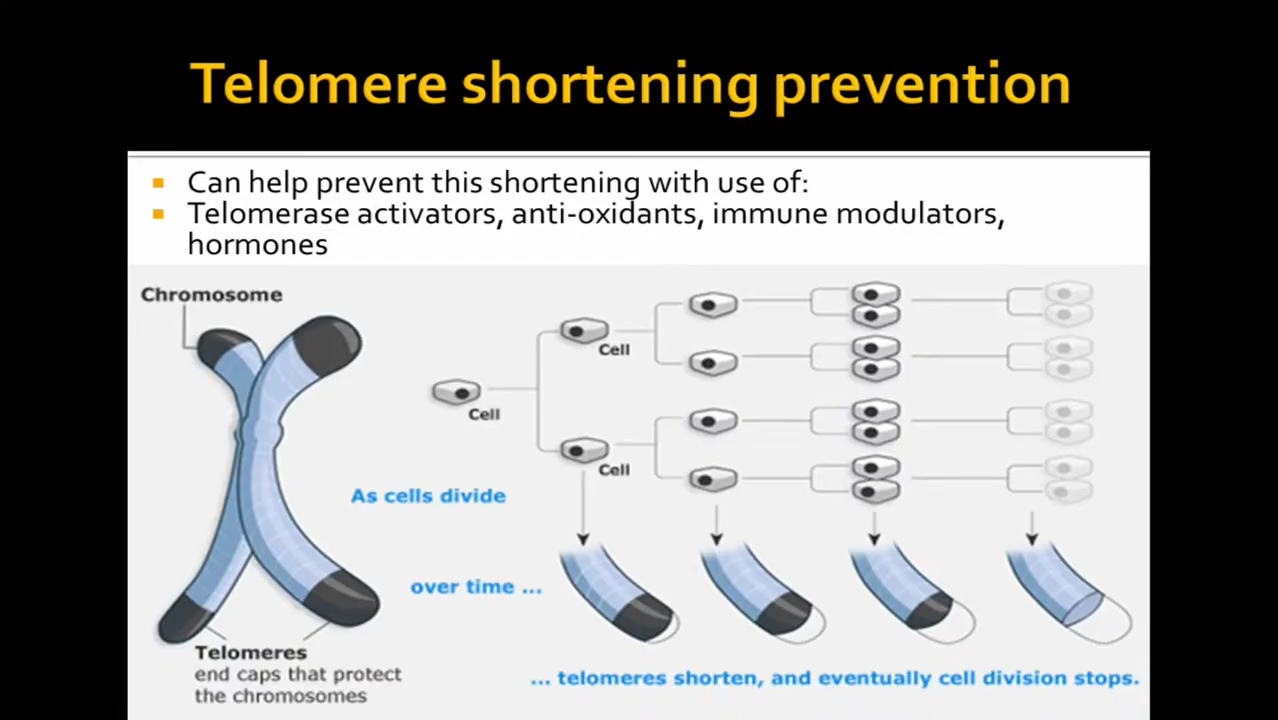 Telomere shortening prevention
Can help prevent this shortening with use of:
Telomerase activators, anti-oxidants, immune modulators,
hormones
Chromosome
Cell
Cell
Cell
As cells divide
over time ...
Telomeres
end caps that protect
the chromosomes
... telomeres shorten, and eventually cell division stops.